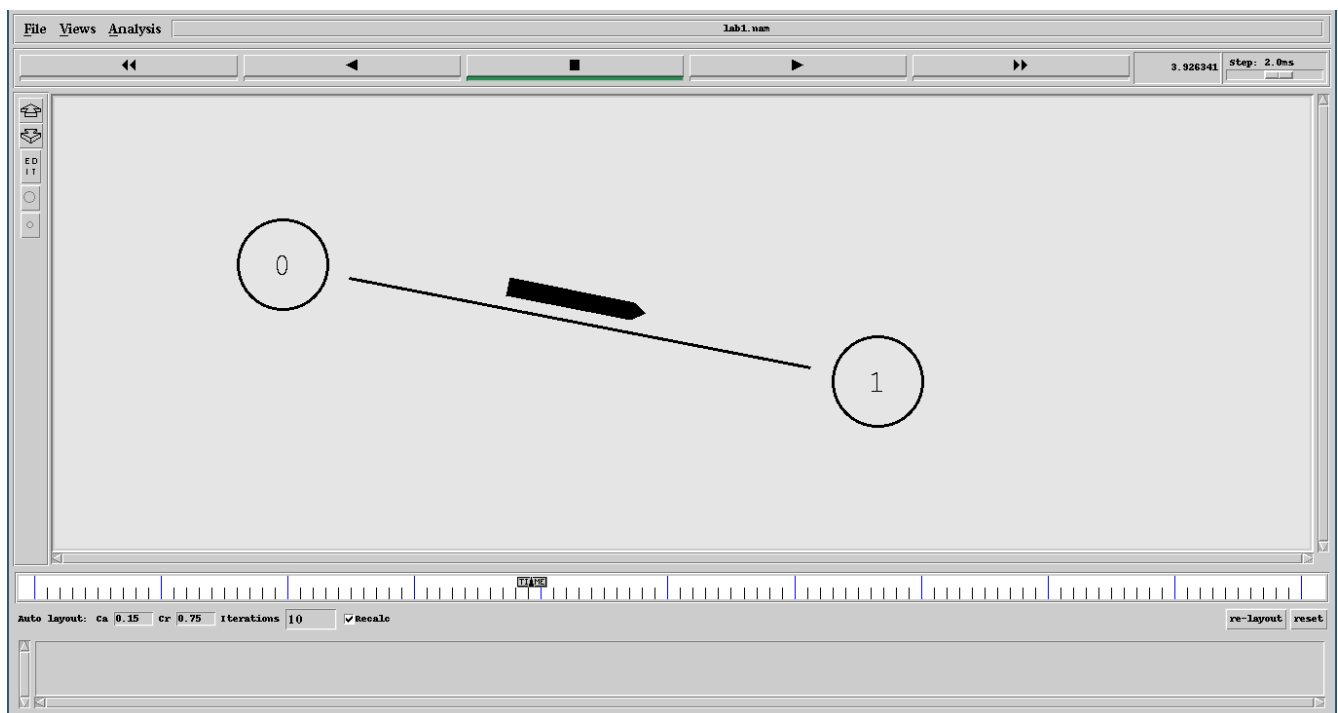 File Views Analysis lab1.nam
3.926341 Step: 2.0ms
ED
IT
0
1
TIME
Auto layout: Ca 0.15 Cr 0.75 Iterations 10 Recalc re-layout reset